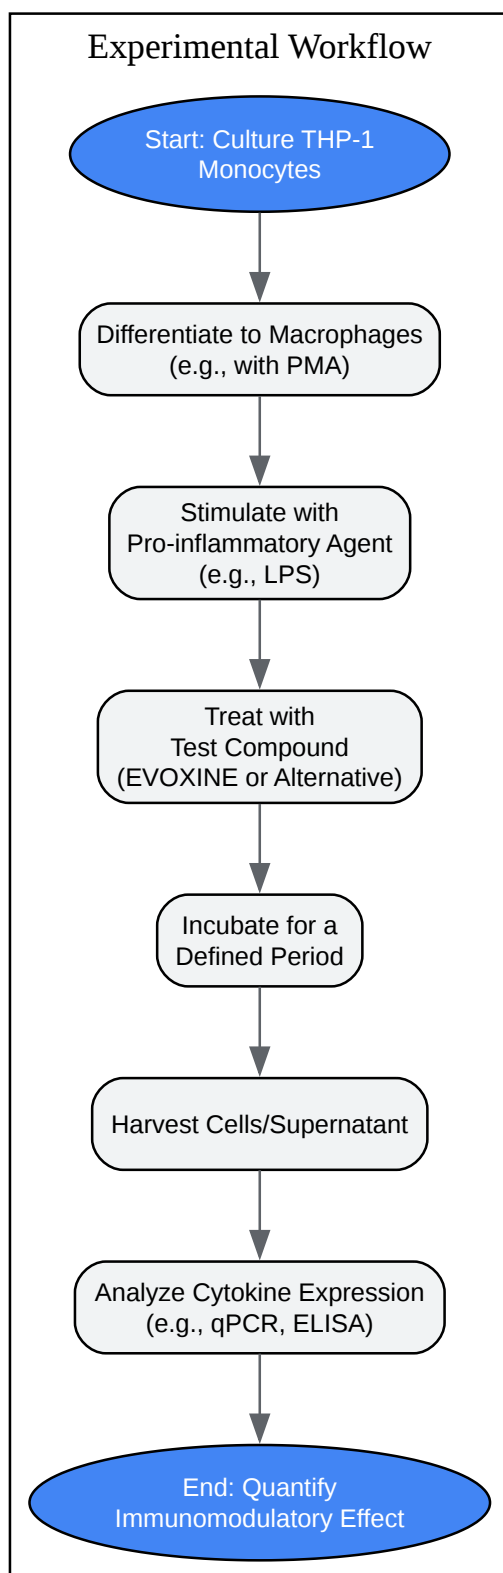 Experimental Workflow
Start: Culture THP-1
Monocytes
Differentiate to Macrophages
(e.g., with PMA)
Stimulate with
Pro-inflammatory Agent
(e.g., LPS)
Treat with
Test Compound
(EVOXINE or Alternative)
Incubate for a
Defined Period
Harvest Cells/Supernatant
Analyze Cytokine Expression
(e.g., qPCR, ELISA)
End: Quantify
Immunomodulatory Effect